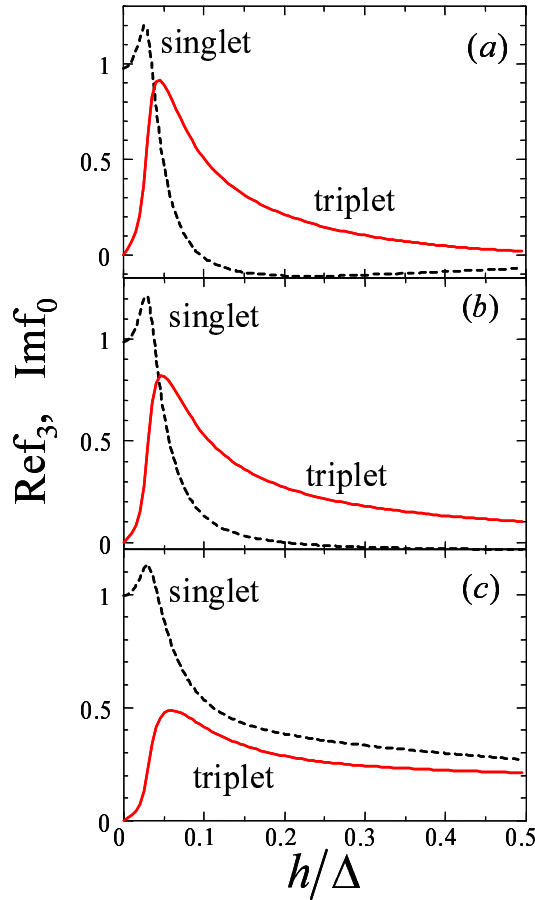 singlet
(a)
1
0.5
triplet
0
singlet
(b)
1
0.5
triplet
0
singlet
(c)
1
0.5
triplet
0
0 0.1 0.2 0.3 0.4 0.5
h/Δ
Ref₃, Imf₀